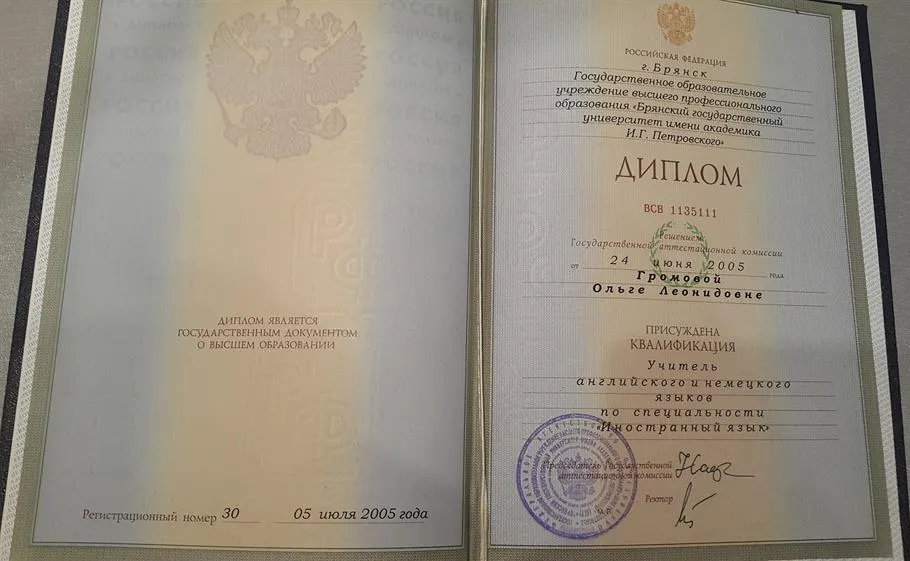 ДИПЛОМ ЯВЛЯЕТСЯ
ГОСУДАРСТВЕННЫМ ДОКУМЕНТОМ
О ВЫСШЕМ ОБРАЗОВАНИИ
Регистрационный номер 30 05 июля 2005 года
РОССИЙСКАЯ ФЕДЕРАЦИЯ
г. Брянск
Государственное образовательное
учреждение высшего профессионального
образования «Брянский государственный
университет имени академика
И.Г. Петровского»
ДИПЛОМ
ВСВ 1135111
Решением
Государственной аттестационной комиссии
от 24 июня 2005 года
Громовой
Ольге Леонидовне
ПРИСУЖДЕНА
КВАЛИФИКАЦИЯ
Учитель
английского и немецкого
языков
по специальности
«Иностранный язык»
Председатель Государственной
аттестационной комиссии
Ректор